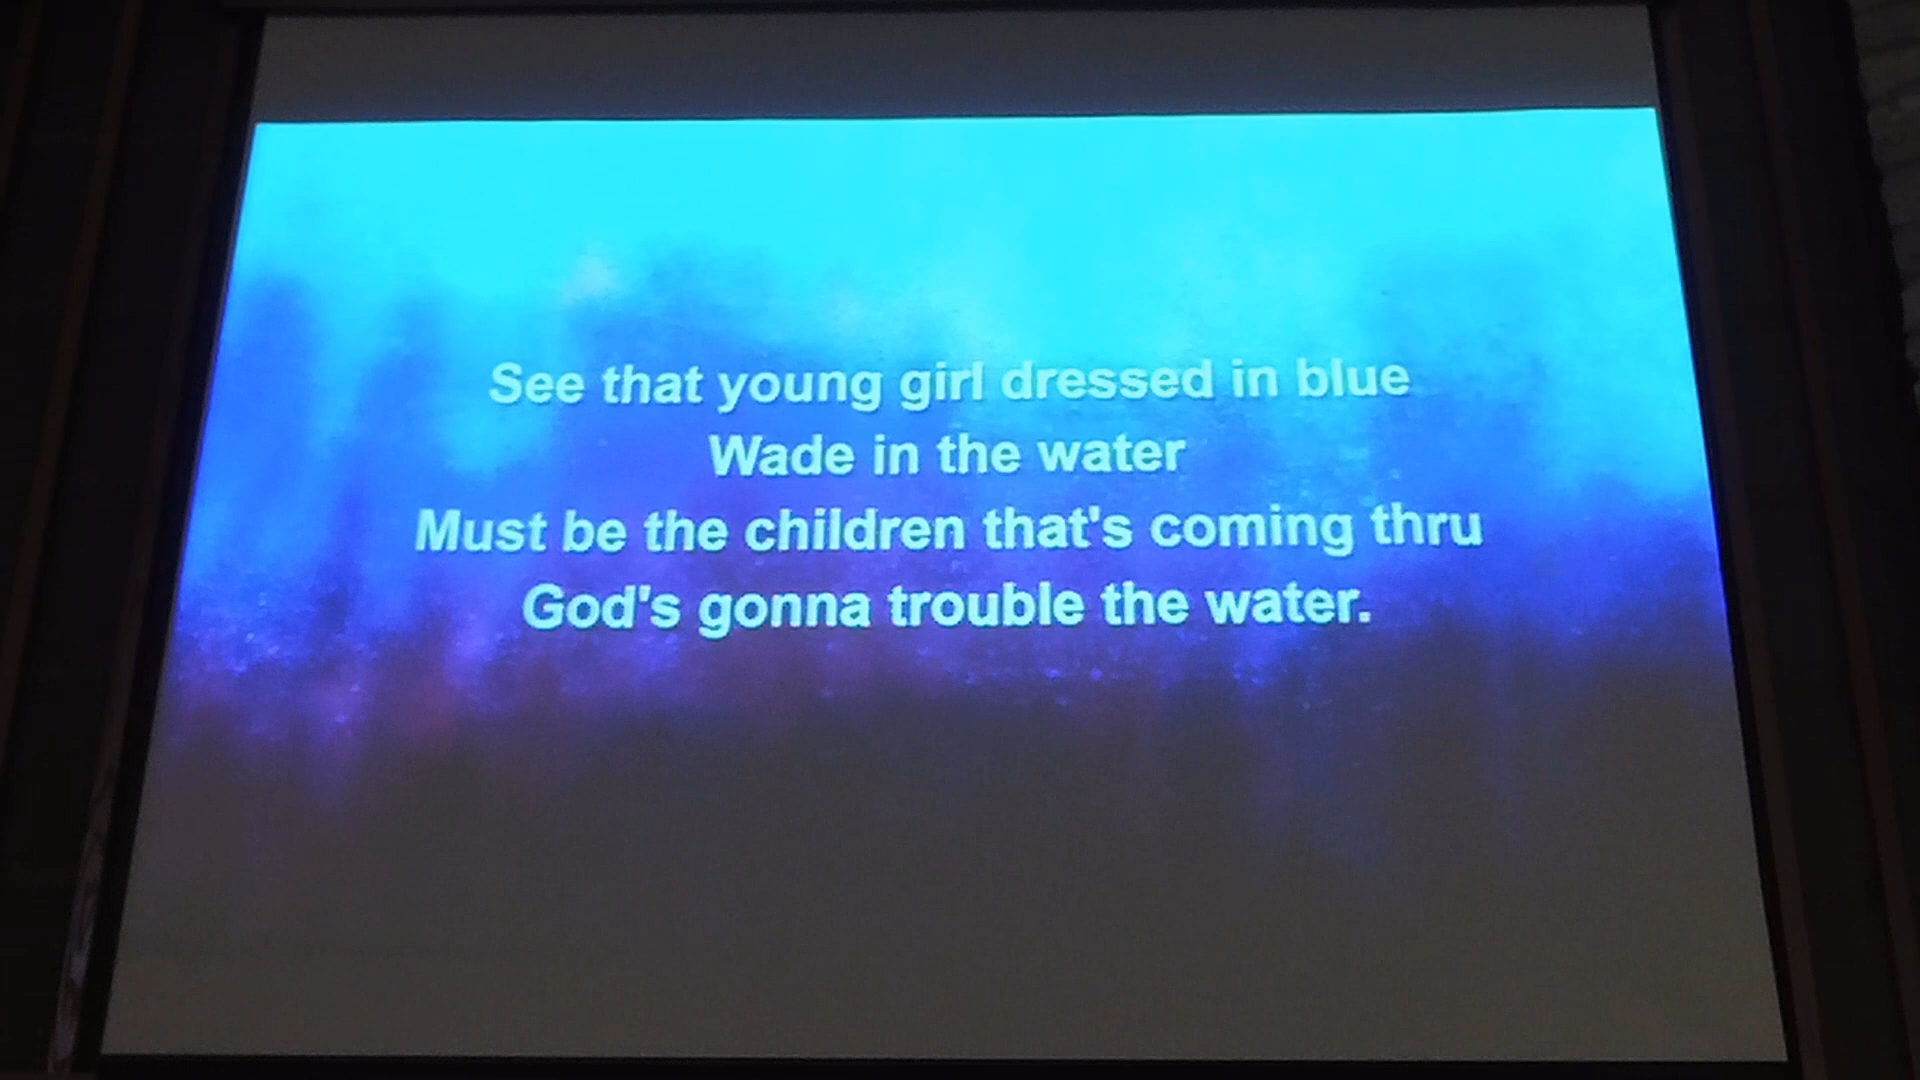 See that young girl dressed in blue
Wade in the water
Must be the children that's coming thru
God's gonna trouble the water.